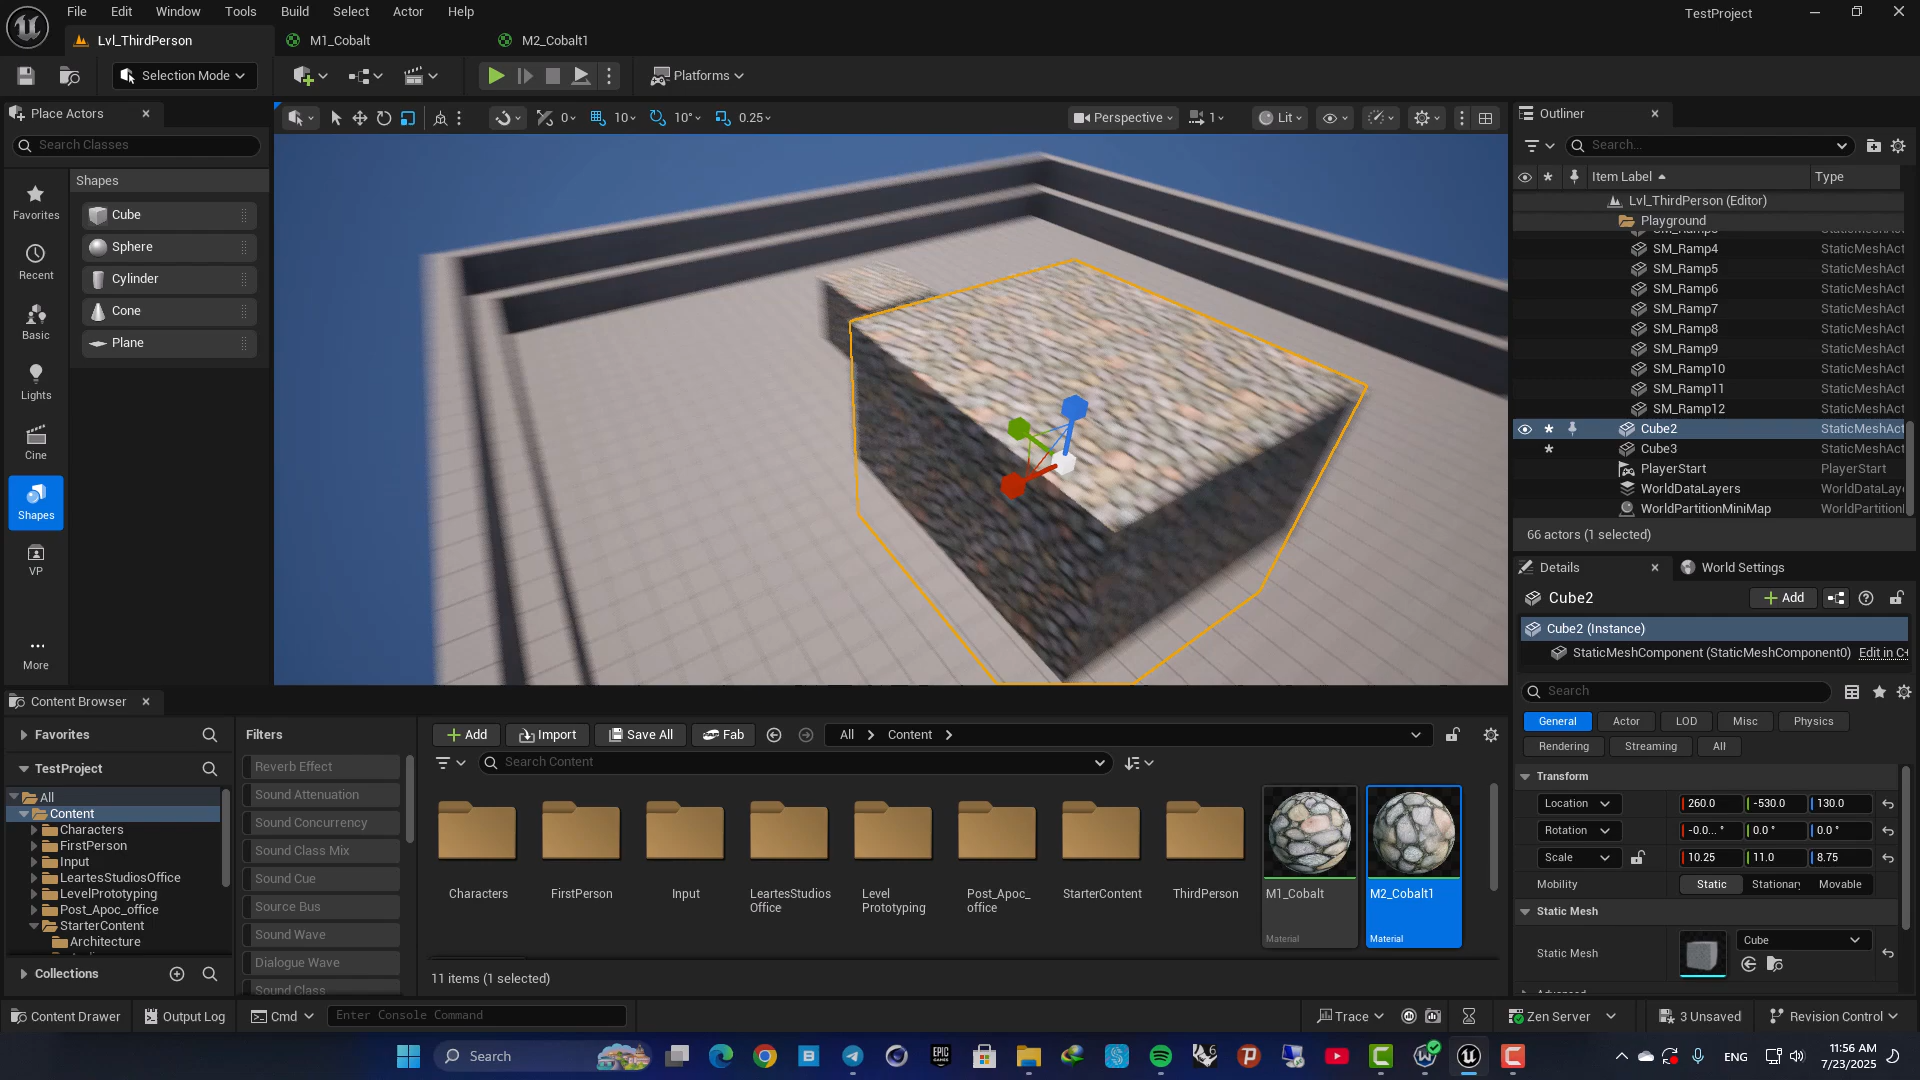 File Edit Window Tools Build Select Actor Help
TestProject
Lvl_ThirdPerson M1_Cobalt M2_Cobalt1
Selection Mode
Platforms
Place Actors
Search Classes
Shapes
Cube
Sphere
Cylinder
Cone
Plane
Favorites
Recent
Basic
Lights
Cine
Shapes
VP
More
0 10 10° 0.25
Perspective 1 Lit
Outliner
Search...
Item Label Type
Lvl_ThirdPerson (Editor)
Playground
SM_Ramp4 StaticMeshAct
SM_Ramp5 StaticMeshAct
SM_Ramp6 StaticMeshAct
SM_Ramp7 StaticMeshAct
SM_Ramp8 StaticMeshAct
SM_Ramp9 StaticMeshAct
SM_Ramp10 StaticMeshAct
SM_Ramp11 StaticMeshAct
SM_Ramp12 StaticMeshAct
Cube2 StaticMeshAct
Cube3 StaticMeshAct
PlayerStart PlayerStart
WorldDataLayers WorldDataLaye
WorldPartitionMiniMap WorldPartitionI
66 actors (1 selected)
Details World Settings
Cube2 Add
Cube2 (Instance)
StaticMeshComponent (StaticMeshComponent0) Edit in C+
Search
General Actor LOD Misc Physics
Rendering Streaming All
Transform
Location 260.0 -530.0 130.0
Rotation -0.0... ° 0.0 ° 0.0 °
Scale 10.25 11.0 8.75
Mobility Static Stationary Movable
Static Mesh
Static Mesh Cube
Content Browser
Favorites
TestProject
All
Content
Characters
FirstPerson
Input
LeartesStudiosOffice
LevelPrototyping
Post_Apoc_office
StarterContent
Architecture
Collections
Filters
Reverb Effect
Sound Attenuation
Sound Concurrency
Sound Class Mix
Sound Cue
Source Bus
Sound Wave
Dialogue Wave
Sound Class
Add Import Save All Fab All Content
Search Content
Characters
FirstPerson
Input
LeartesStudios
Office
Level
Prototyping
Post_Apoc_
office
StarterContent
ThirdPerson
M1_Cobalt
Material
M2_Cobalt1
Material
11 items (1 selected)
Content Drawer Output Log Cmd Enter Console Command
Trace Zen Server 3 Unsaved Revision Control
Search
EPIC
GAMES
ENG
11:56 AM
7/23/2025